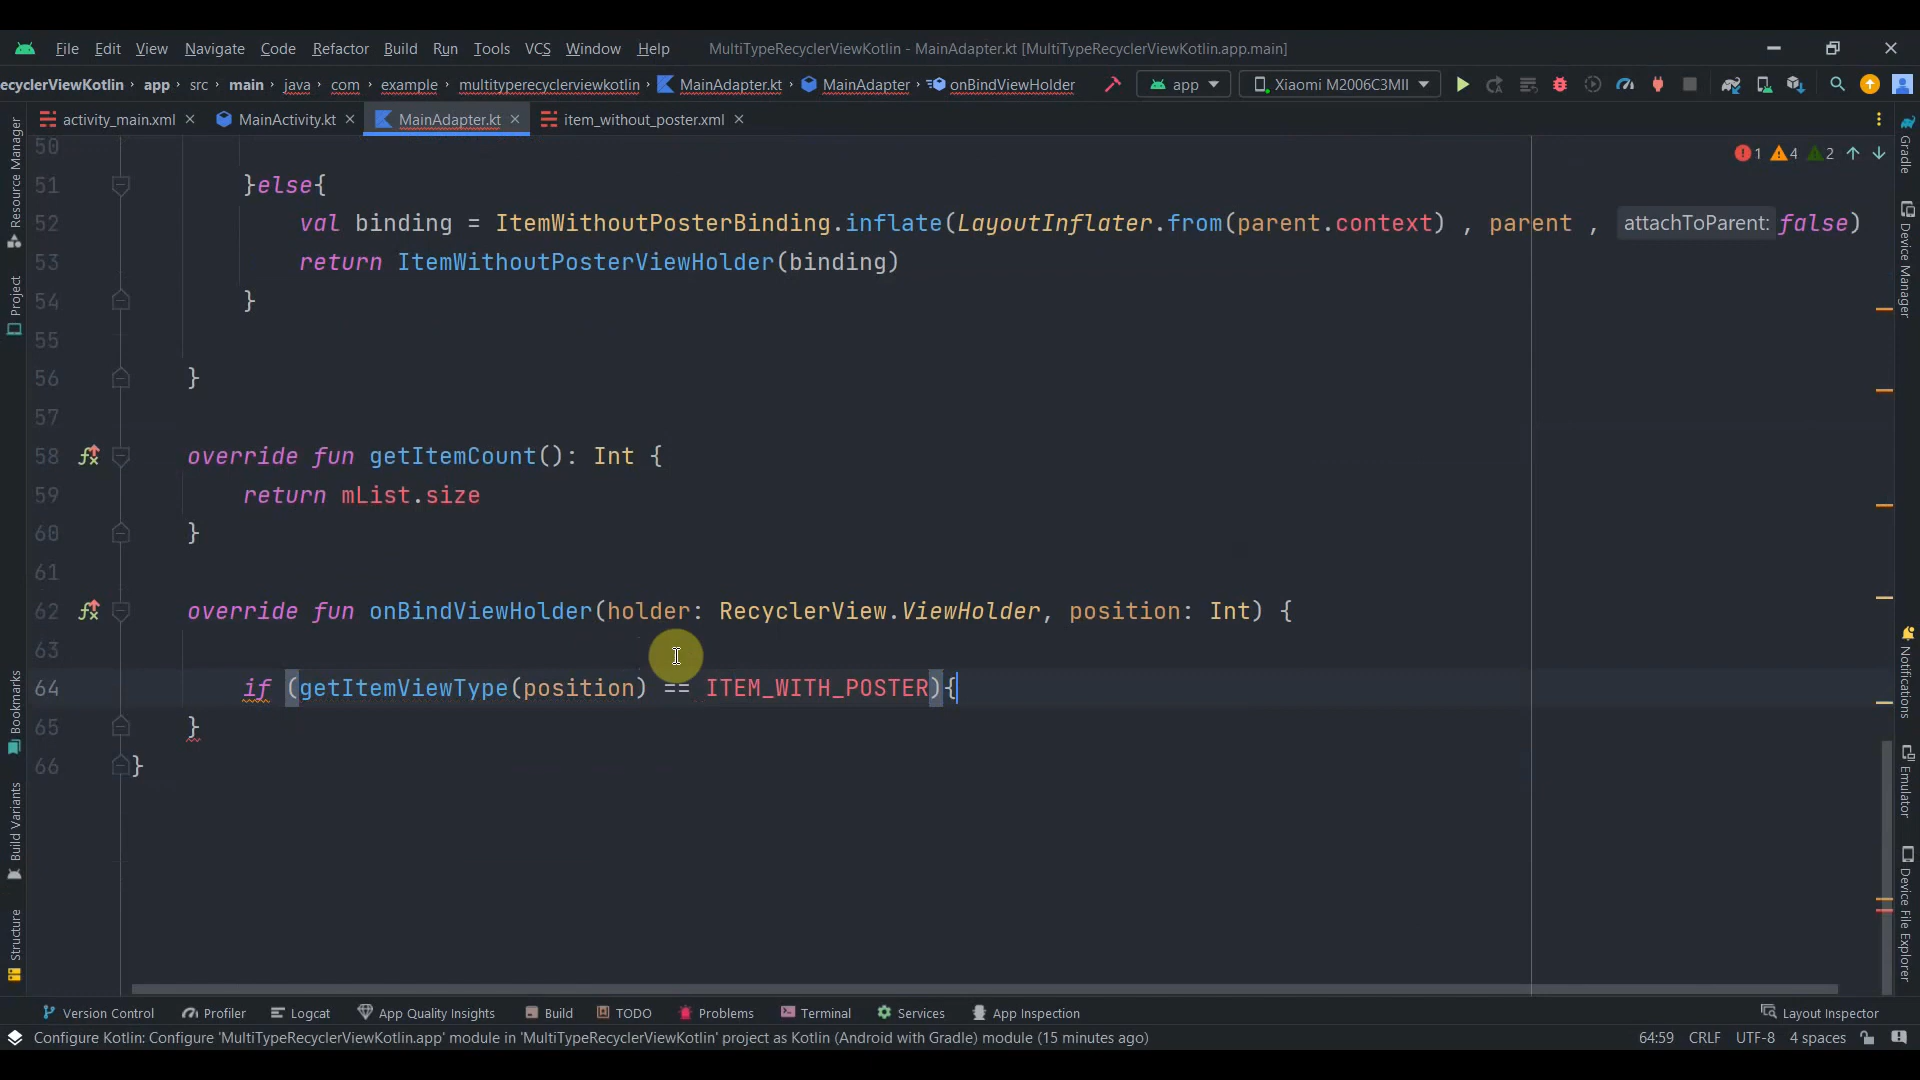 File Edit View Navigate Code Refactor Build Run Tools VCS Window Help MultiTypeRecyclerViewKotlin - MainAdapter.kt [MultiTypeRecyclerViewKotlin.app.main]
ecyclerViewKotlin › app › src › main › java › com › example › multityperecyclerviewkotlin › MainAdapter.kt › MainAdapter › onBindViewHolder app Xiaomi M2006C3MII
activity_main.xml MainActivity.kt MainAdapter.kt item_without_poster.xml
1 4 2
50
51 }else{
52 val binding = ItemWithoutPosterBinding.inflate(LayoutInflater.from(parent.context) , parent , attachToParent: false)
53 return ItemWithoutPosterViewHolder(binding)
54 }
55
56 }
57
58 override fun getItemCount(): Int {
59 return mList.size
60 }
61
62 override fun onBindViewHolder(holder: RecyclerView.ViewHolder, position: Int) {
63
64 if (getItemViewType(position) == ITEM_WITH_POSTER){
65 }
66 }
Resource Manager
Project
Bookmarks
Build Variants
Structure
Gradle
Device Manager
Notifications
Emulator
Device File Explorer
Version Control Profiler Logcat App Quality Insights Build TODO Problems Terminal Services App Inspection Layout Inspector
Configure Kotlin: Configure 'MultiTypeRecyclerViewKotlin.app' module in 'MultiTypeRecyclerViewKotlin' project as Kotlin (Android with Gradle) module (15 minutes ago) 64:59 CRLF UTF-8 4 spaces